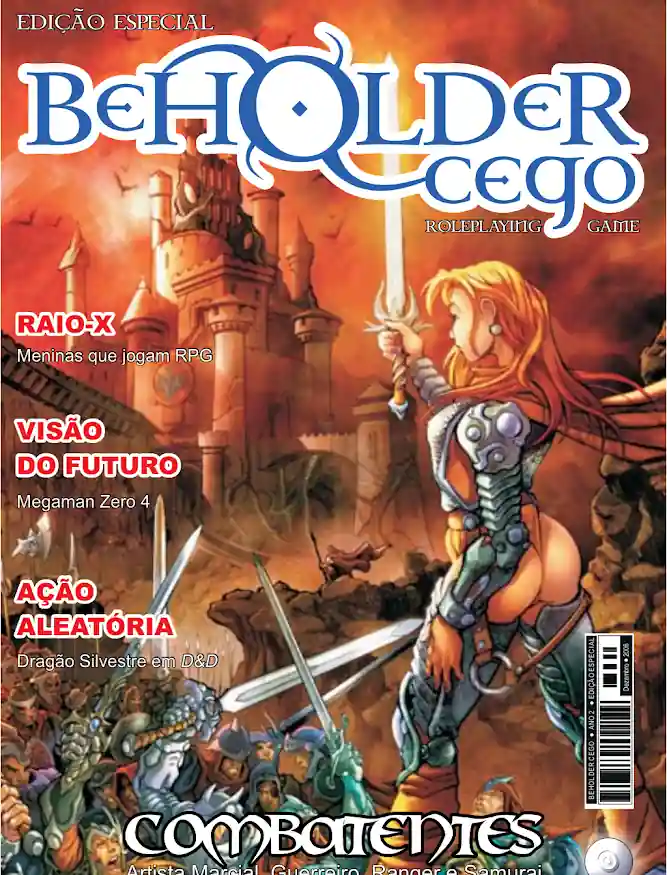 EDIÇÃO ESPECIAL
BEHOLDER
CEGO
ROLEPLAYING GAME
RAIO-X
Meninas que jogam RPG
VISÃO
DO FUTURO
Megaman Zero 4
AÇÃO
ALEATÓRIA
Dragão Silvestre em D&D
BEHOLDER CEGO • ANO 2 • EDIÇÃO ESPECIAL
Dezembro • 2008
COMBATENTES
Artista Marcial, Guerreiro, Ranger e Samurai